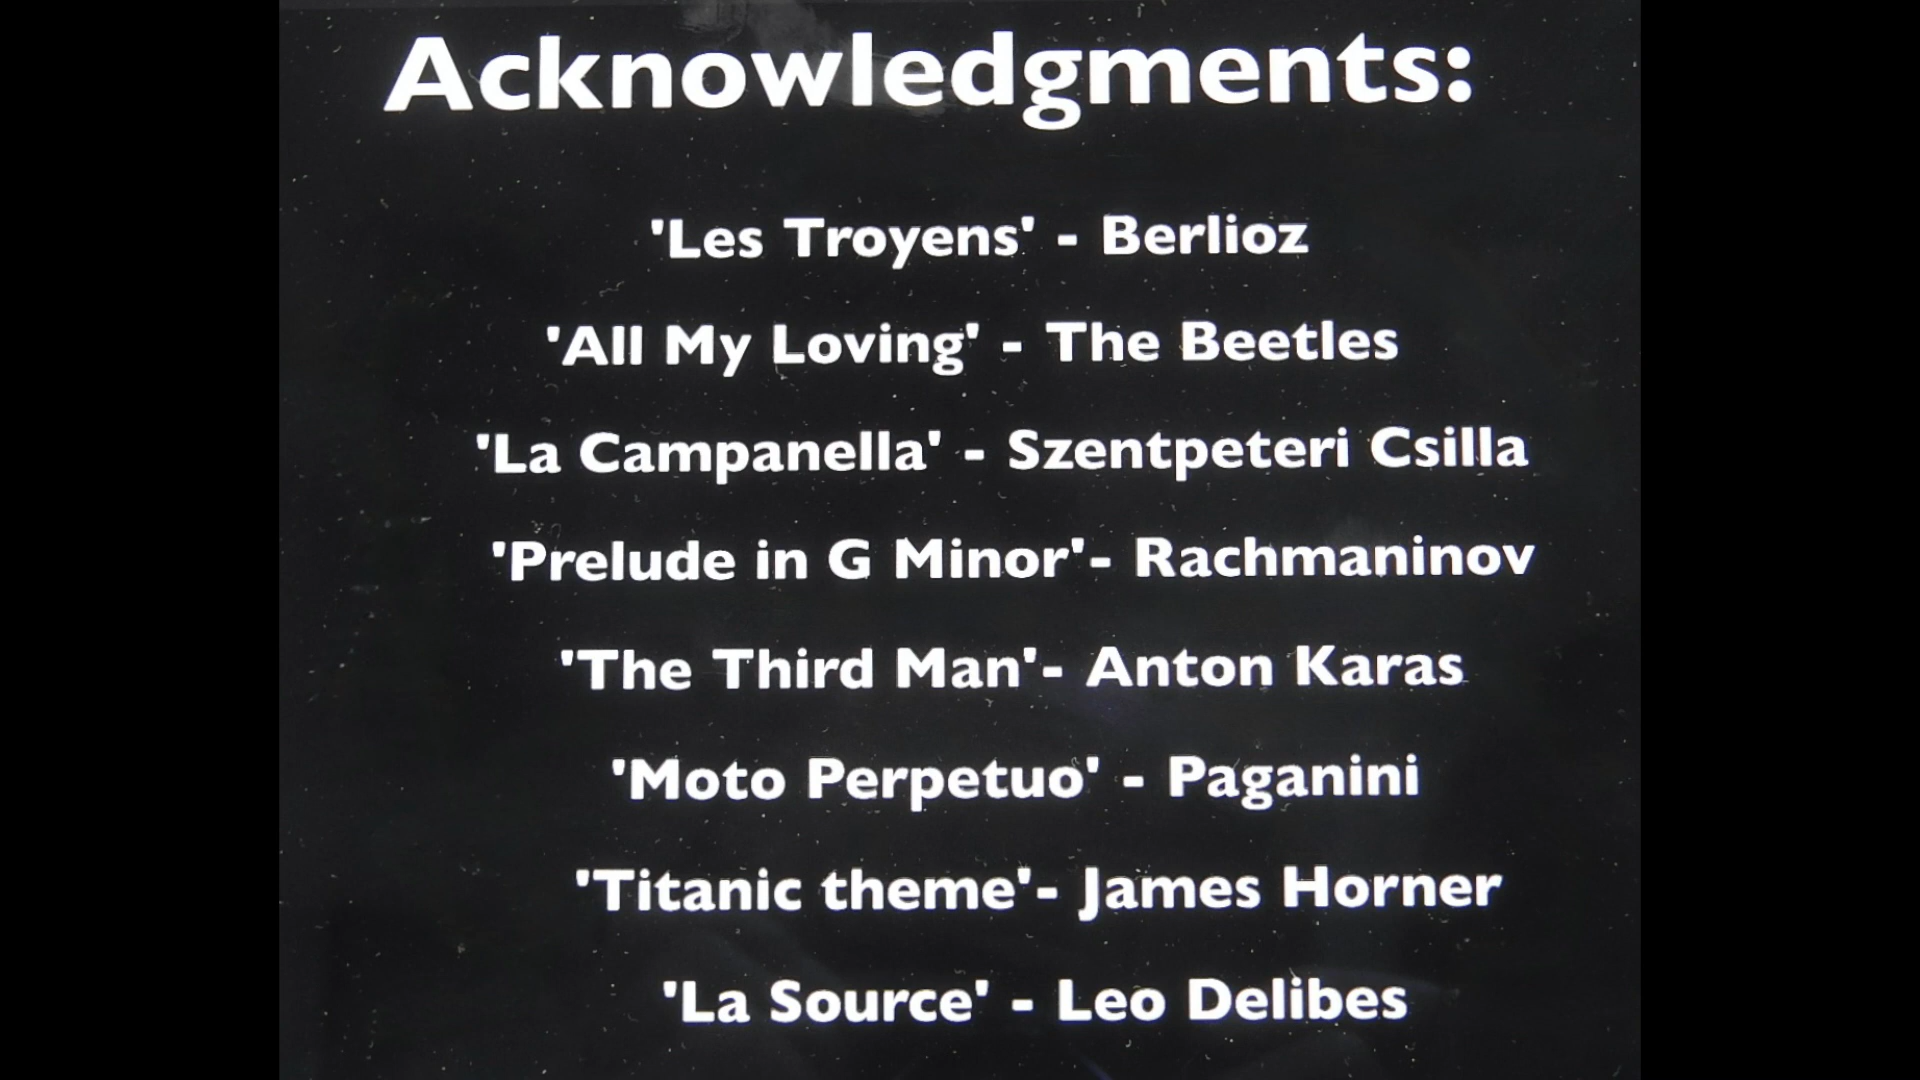 Acknowledgments:
'Les Troyens' - Berlioz
'All My Loving' - The Beetles
'La Campanella' - Szentpeteri Csilla
'Prelude in G Minor'- Rachmaninov
'The Third Man'- Anton Karas
'Moto Perpetuo' - Paganini
'Titanic theme'- James Horner
'La Source' - Leo Delibes